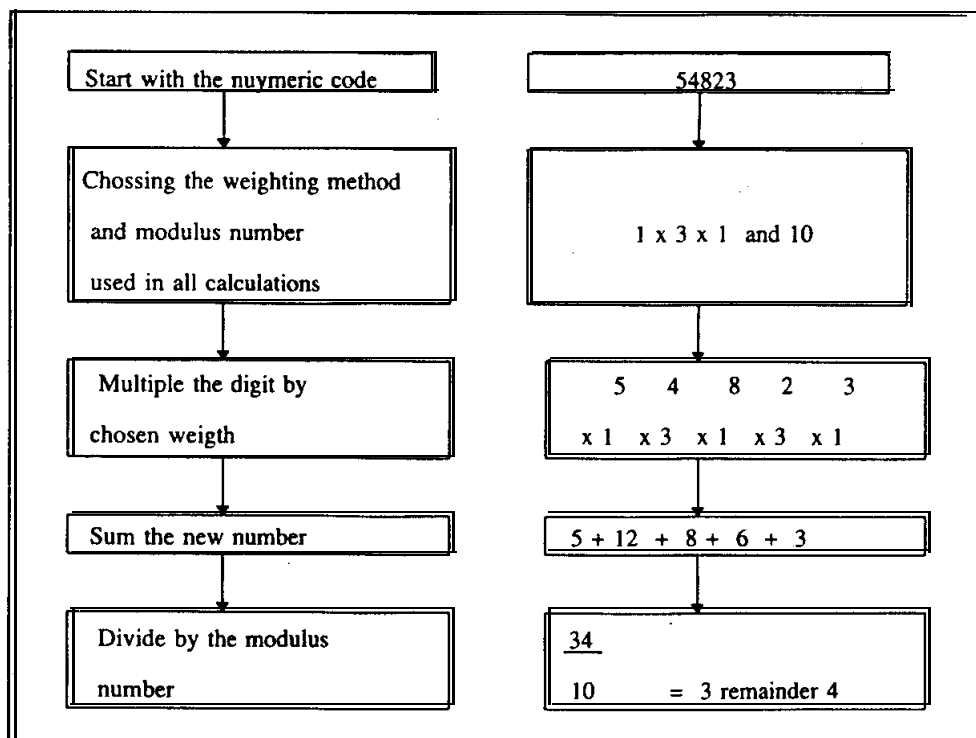 Start with the nuymeric code
54823
Chossing the weighting method
and modulus number
used in all calculations
1 x 3 x 1 and 10
Multiple the digit by
chosen weigth
5 4 8 2 3
x 1 x 3 x 1 x 3 x 1
Sum the new number
5 + 12 + 8 + 6 + 3
Divide by the modulus
number
34
10 = 3 remainder 4